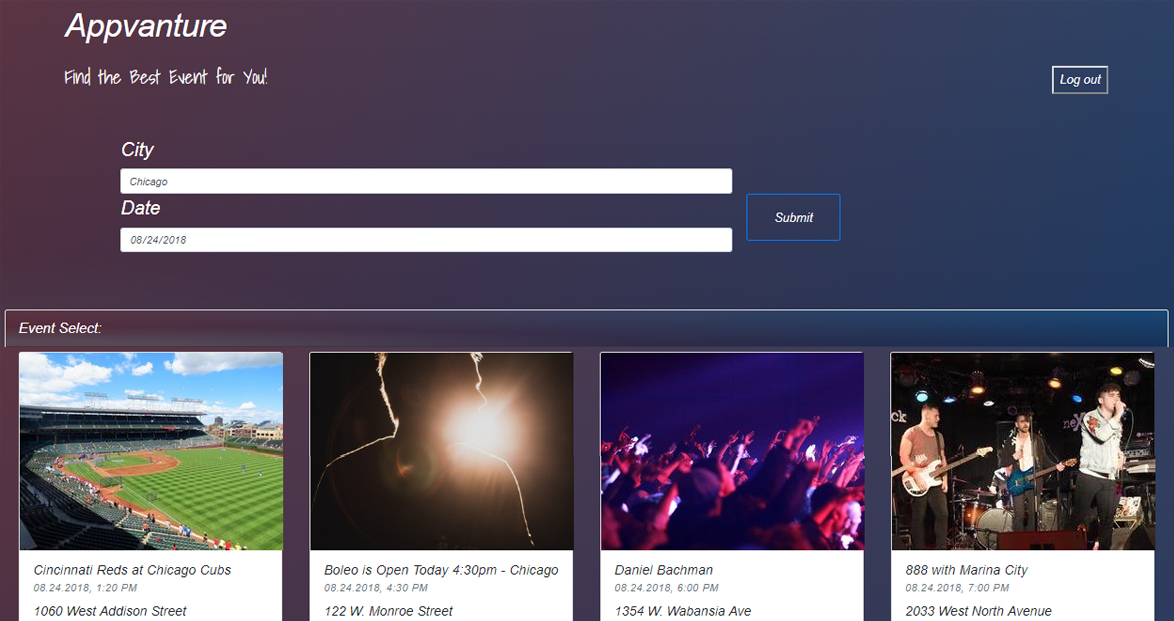 Appvanture
Find the Best Event for You!
Log out
City
Chicago
Date
08/24/2018
Submit
Event Select:
Cincinnati Reds at Chicago Cubs
08.24.2018, 1:20 PM
1060 West Addison Street
Boleo is Open Today 4:30pm - Chicago
08.24.2018, 4:30 PM
122 W. Monroe Street
Daniel Bachman
08.24.2018, 6:00 PM
1354 W. Wabansia Ave
888 with Marina City
08.24.2018, 7:00 PM
2033 West North Avenue